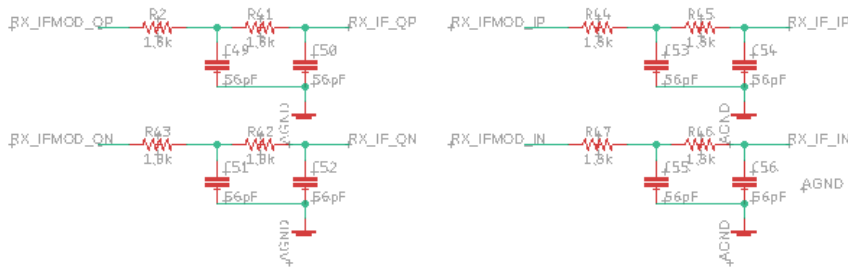 RX_IFMOD_QP R2 R41 RX_IF_QP RX_IFMOD_IP R44 R45 RX_IF_IP
1,8k 1,8k 1,8k 1,8k
C49 C50 C53 C54
56pF 56pF 56pF 56pF
AGND AGND
RX_IFMOD_QN R43 R42 RX_IF_QN RX_IFMOD_IN R47 R46 RX_IF_IN
1,8k 1,8k 1,8k 1,8k
C51 C52 C55 C56
AGND
56pF 56pF 56pF 56pF
AGND AGND